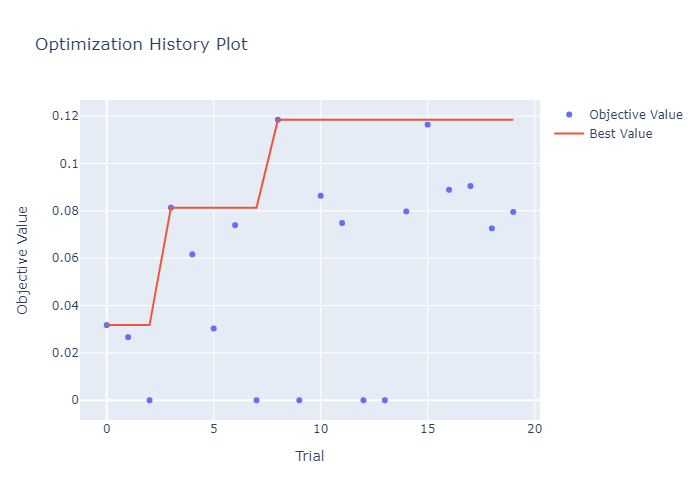 Optimization History Plot
Objective Value
Best Value
0.12
0.1
0.08
0.06
0.04
0.02
0
0 5 10 15 20
Objective Value
Trial